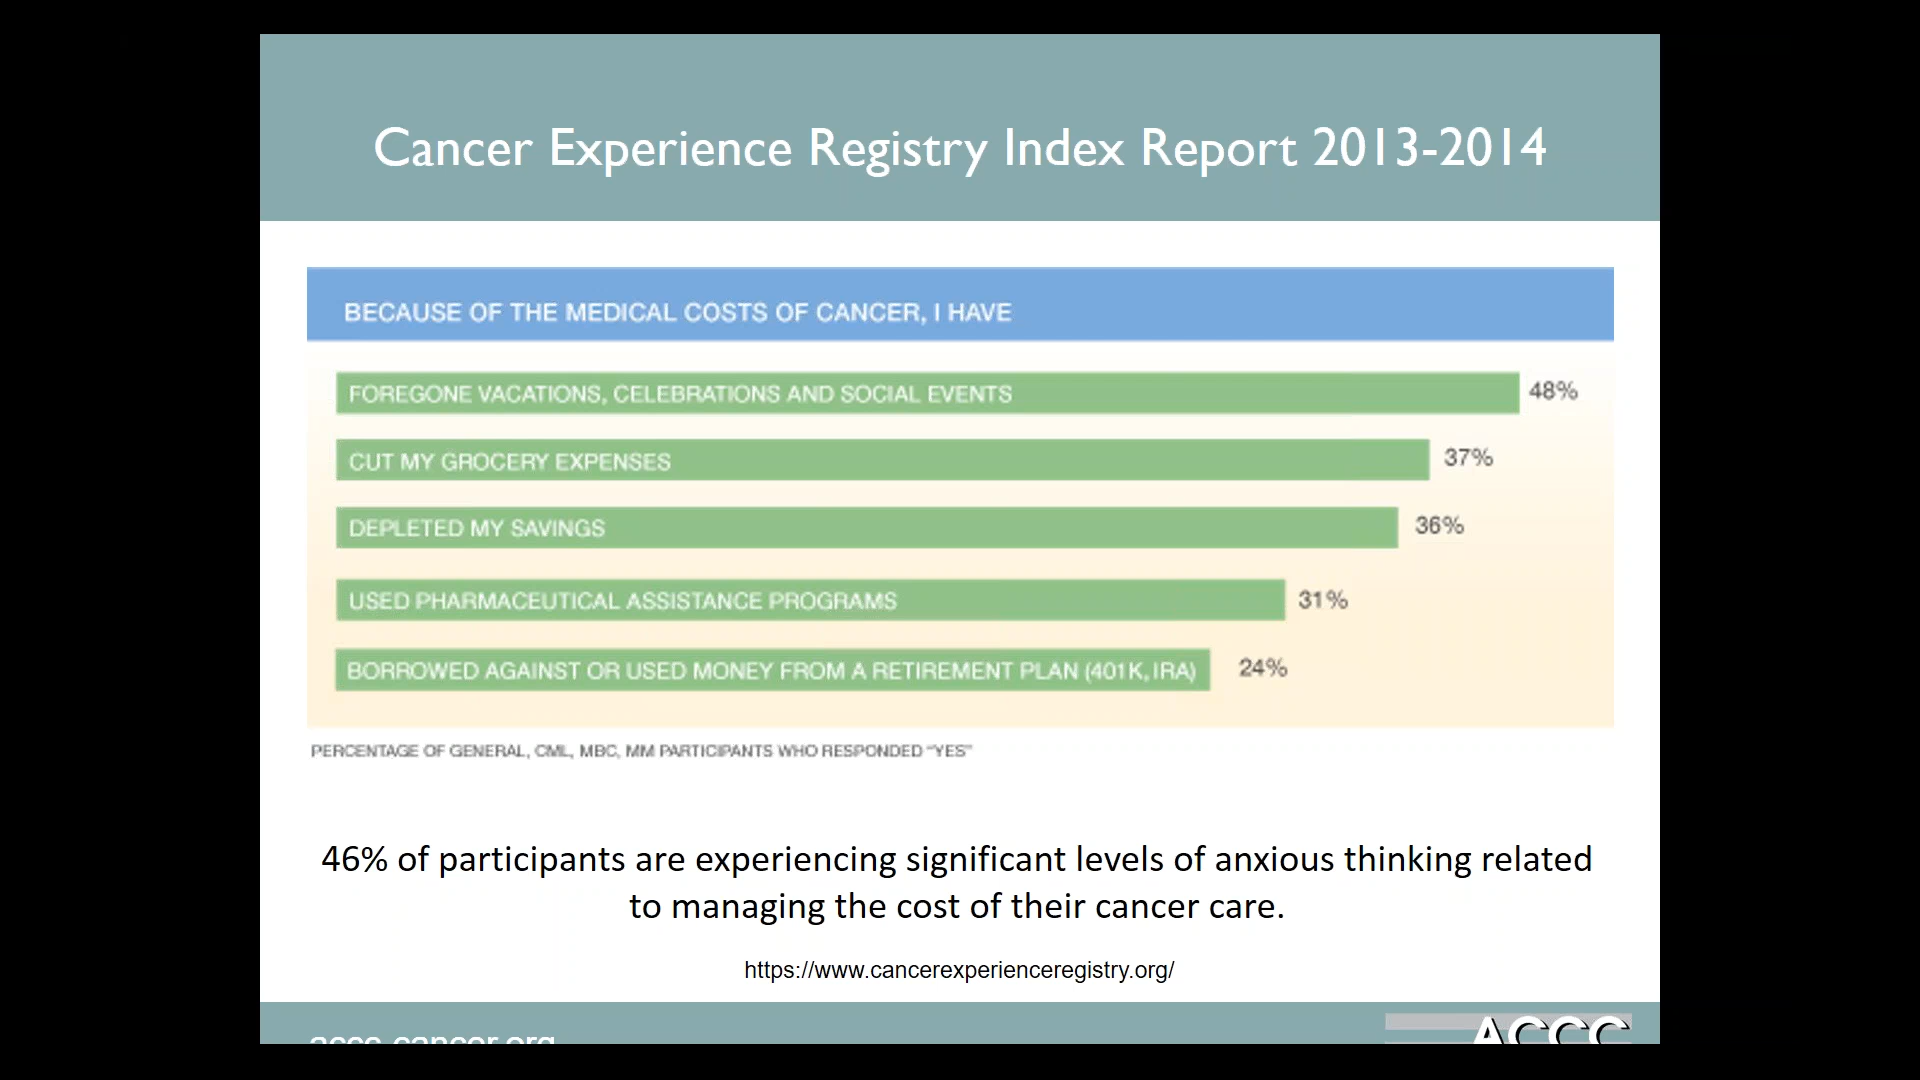 Cancer Experience Registry Index Report 2013-2014
BECAUSE OF THE MEDICAL COSTS OF CANCER, I HAVE
FOREGONE VACATIONS, CELEBRATIONS AND SOCIAL EVENTS 48%
CUT MY GROCERY EXPENSES 37%
DEPLETED MY SAVINGS 36%
USED PHARMACEUTICAL ASSISTANCE PROGRAMS 31%
BORROWED AGAINST OR USED MONEY FROM A RETIREMENT PLAN (401K, IRA) 24%
PERCENTAGE OF GENERAL, CML, MBC, MM PARTICIPANTS WHO RESPONDED “YES”
46% of participants are experiencing significant levels of anxious thinking related
to managing the cost of their cancer care.
https://www.cancerexperienceregistry.org/
accc-cancer.org ACCC